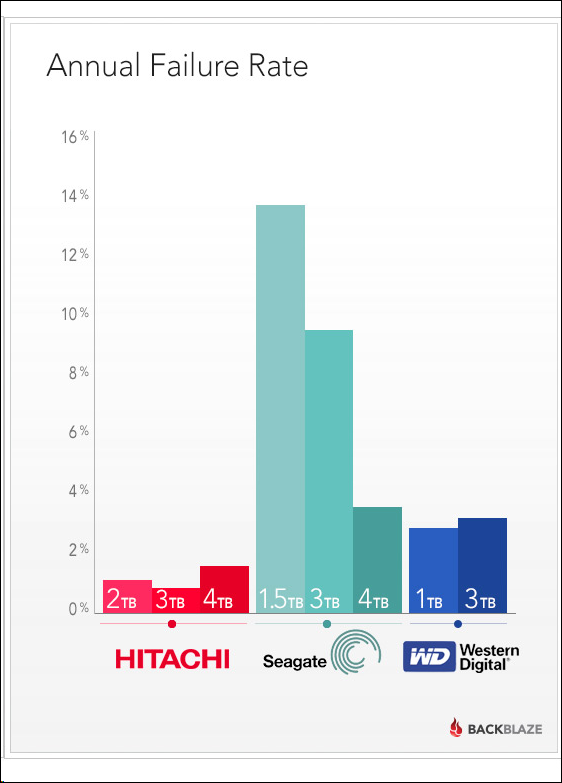 Annual Failure Rate
16%
14%
12%
10%
8%
6%
4%
2%
0%
2TB 3TB 4TB 1.5TB 3TB 4TB 1TB 3TB
HITACHI
Seagate
WD Western Digital®
BACKBLAZE